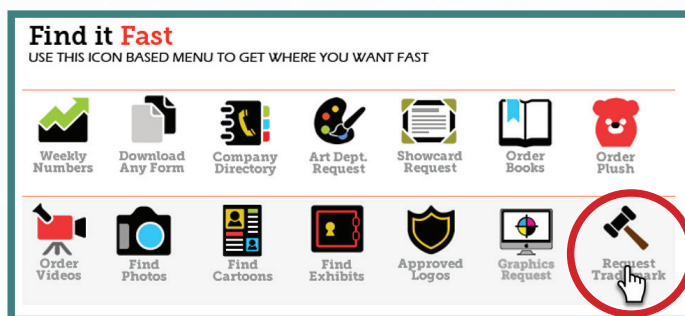 Find it Fast
USE THIS ICON BASED MENU TO GET WHERE YOU WANT FAST
Weekly Numbers
Download Any Form
Company Directory
Art Dept. Request
Showcard Request
Order Books
Order Plush
Order Videos
Find Photos
Find Cartoons
Find Exhibits
Approved Logos
Graphics Request
Request Trademark